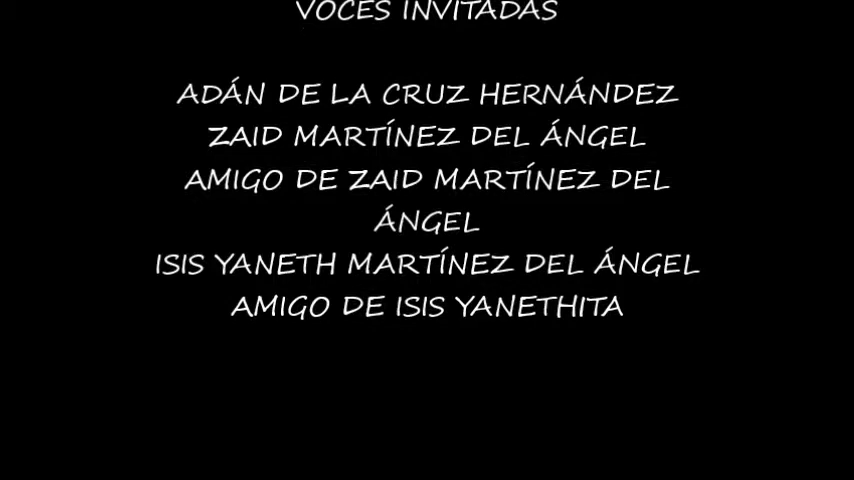 VOCES INVITADAS
ADÁN DE LA CRUZ HERNÁNDEZ
ZAID MARTÍNEZ DEL ÁNGEL
AMIGO DE ZAID MARTÍNEZ DEL
ÁNGEL
ISIS YANETH MARTÍNEZ DEL ÁNGEL
AMIGO DE ISIS YANETHITA